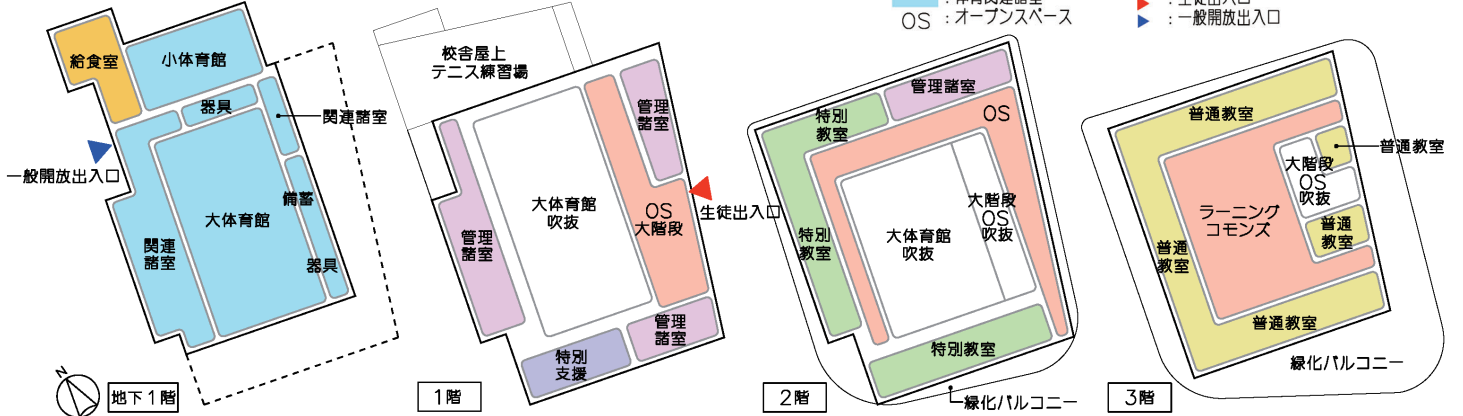 ：オープンスペース
OS
：一般開放出入口
給食室
小体育館
器具
関連諸室
一般開放出入口
備蓄
大体育館
関連
諸室
器具
N
地下1階
校舎屋上
テニス練習場
管理
諸室
大体育館
吹抜
OS
大階段
生徒出入口
管理
諸室
管理
諸室
特別
支援
1階
管理諸室
特別
教室
OS
大階段
OS
吹抜
特別
教室
大体育館
吹抜
特別教室
緑化バルコニー
2階
普通教室
普通教室
大階段
OS
吹抜
ラーニング
コモンズ
普通
教室
普通
教室
普通教室
緑化バルコニー
3階